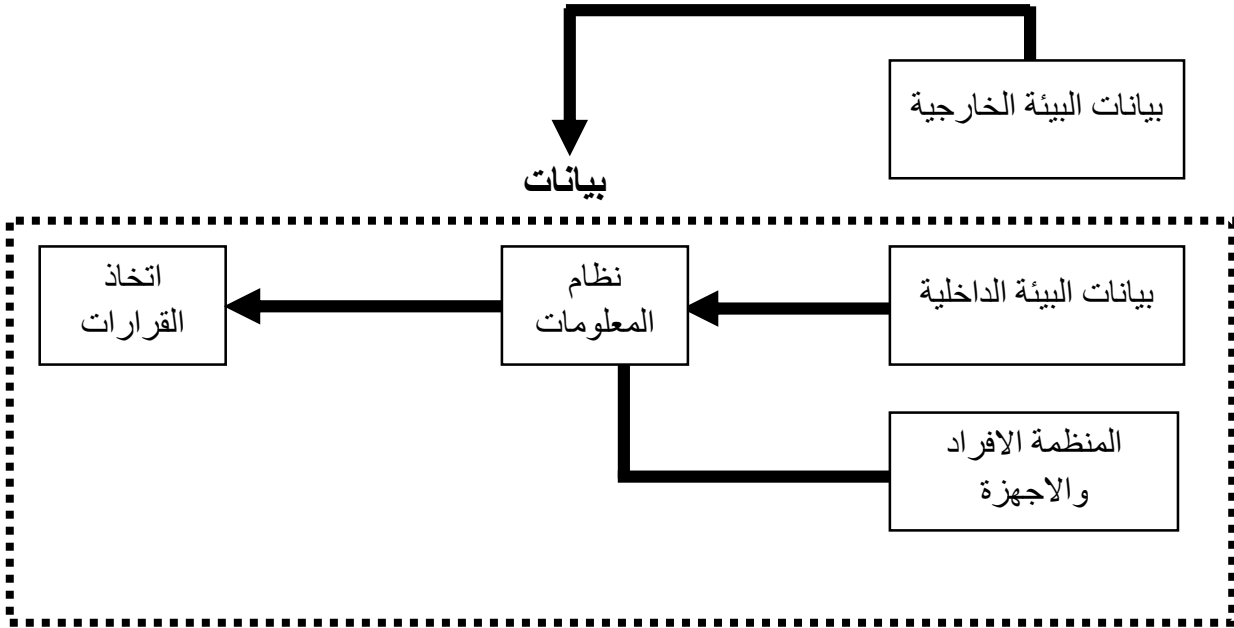 بيانات البيئة الخارجية
بيانات
بيانات البيئة الداخلية
نظام
المعلومات
اتخاذ
القرارات
المنظمة الافراد
والاجهزة